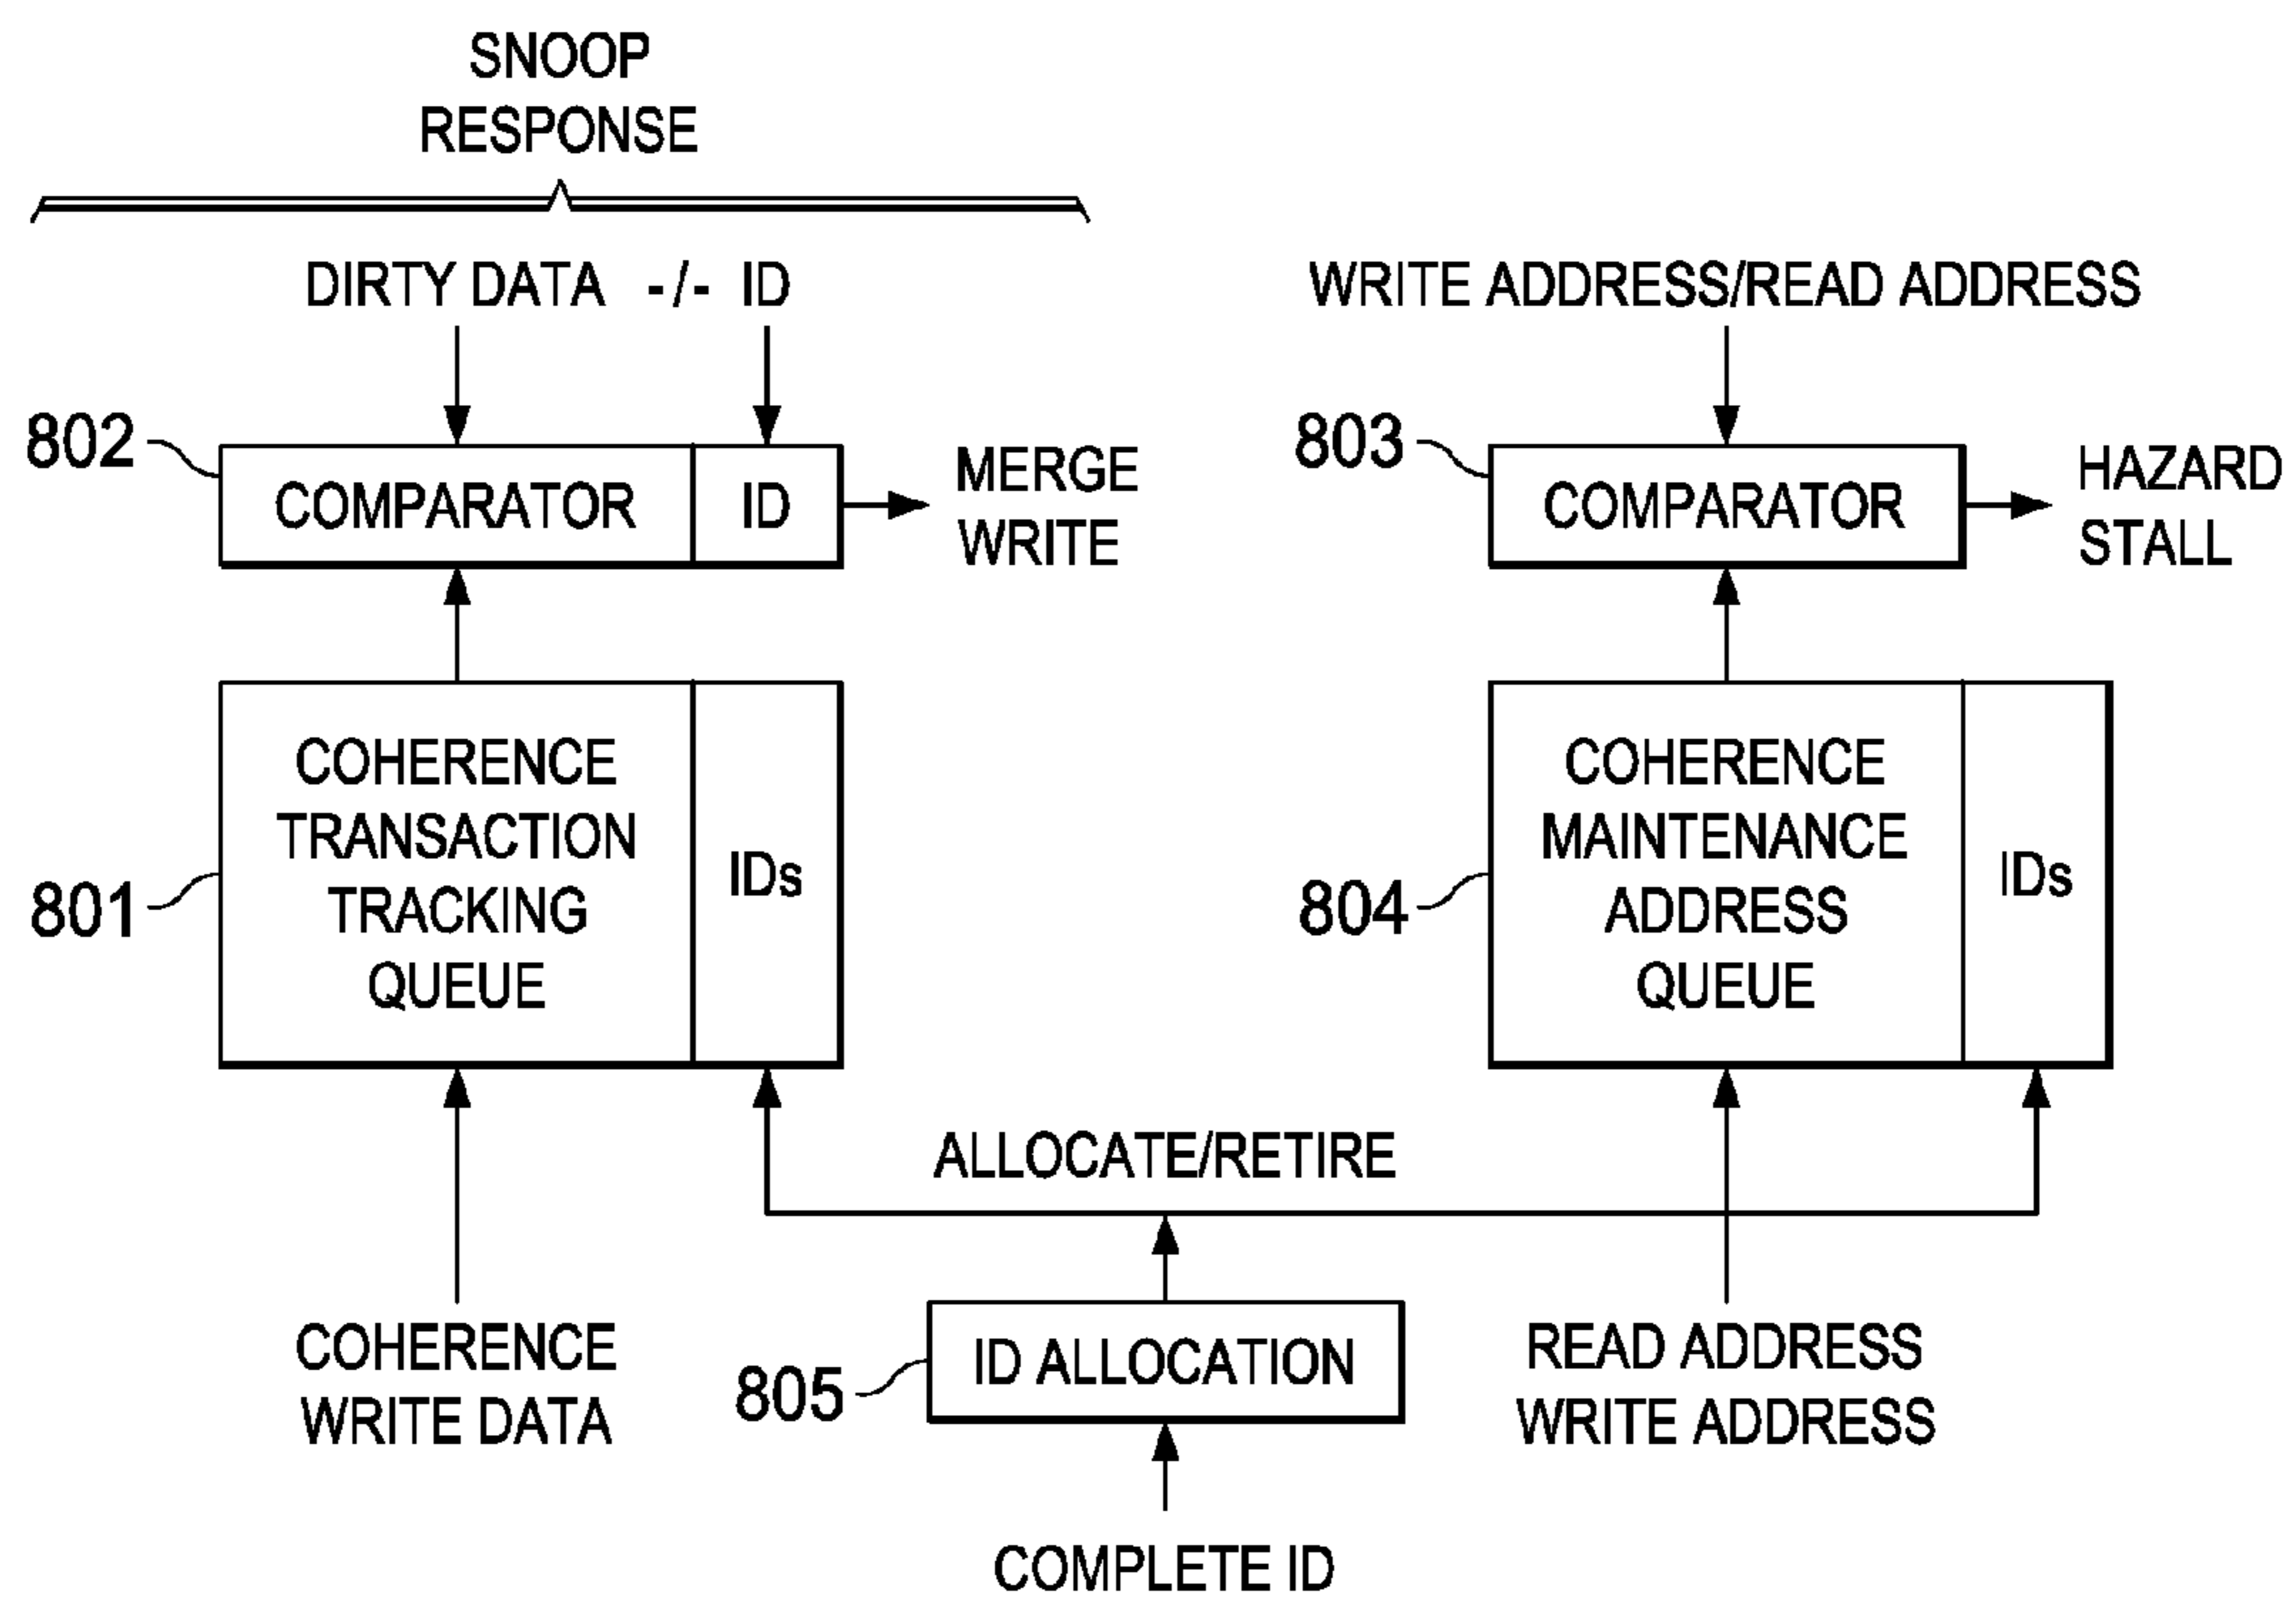 SNOOP
RESPONSE
DIRTY DATA -/- ID
WRITE ADDRESS/READ ADDRESS
802
COMPARATOR
ID
MERGE
WRITE
803
COMPARATOR
HAZARD
STALL
801
COHERENCE
TRANSACTION
TRACKING
QUEUE
IDs
804
COHERENCE
MAINTENANCE
ADDRESS
QUEUE
IDs
ALLOCATE/RETIRE
COHERENCE
WRITE DATA
805
ID ALLOCATION
READ ADDRESS
WRITE ADDRESS
COMPLETE ID